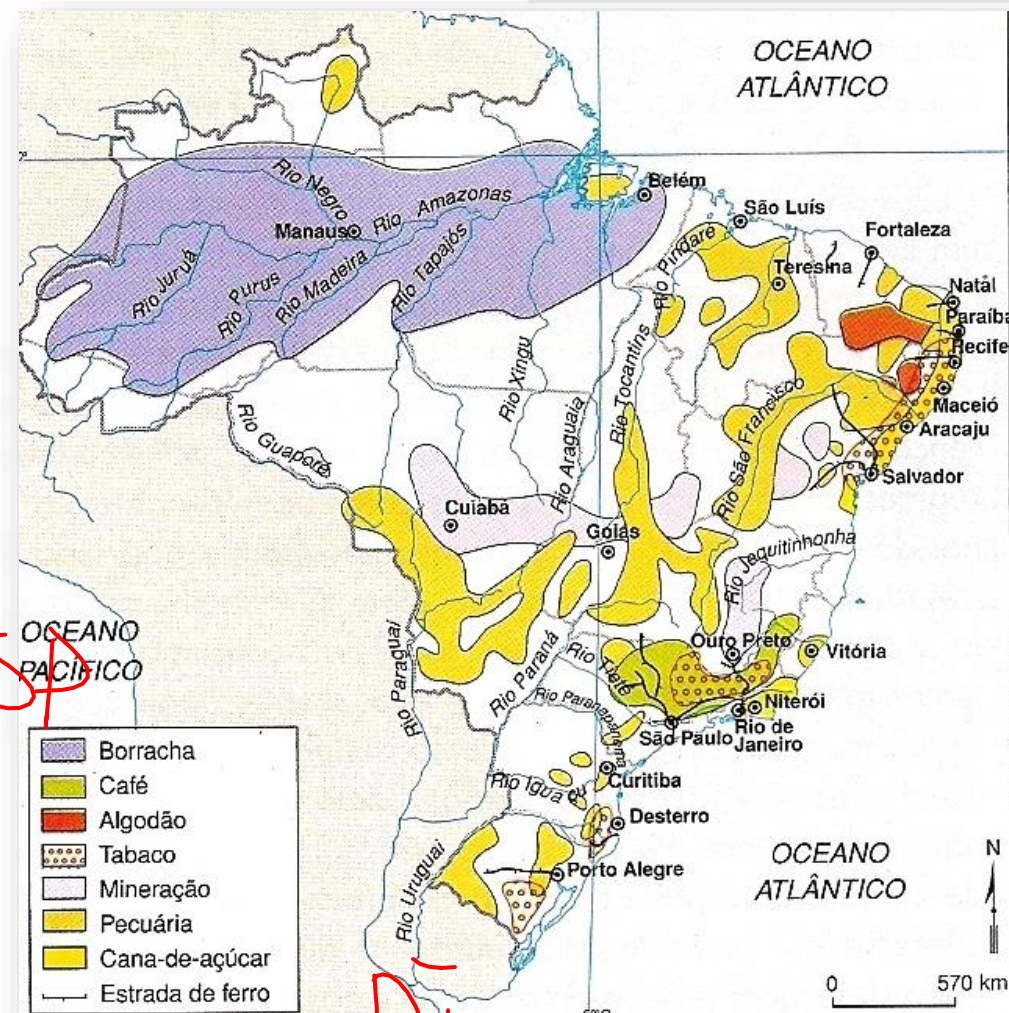 OCEANO
ATLÂNTICO
Rio Negro
Manaus
Rio Amazonas
Belém
São Luís
Fortaleza
Rio Juruá
Rio Purus
Rio Madeira
Rio Tapajós
Rio Pindaré
Teresina
Natal
Paraíba
Recife
Rio Xingu
Rio Araguaia
Rio Tocantins
Rio São Francisco
Maceió
Aracaju
Salvador
Rio Guaporé
Cuiabá
Goiás
Rio Jequitinhonha
OCEANO
PACÍFICO
Rio Paraguai
Rio Paraná
Rio Tietê
Ouro Preto
Vitória
Rio Paranapanema
Niterói
São Paulo
Rio de
Janeiro
Rio Iguaçu
Curitiba
Desterro
Rio Uruguai
Porto Alegre
OCEANO
ATLÂNTICO
N
Borracha
Café
Algodão
Tabaco
Mineração
Pecuária
Cana-de-açúcar
Estrada de ferro
0 570 km